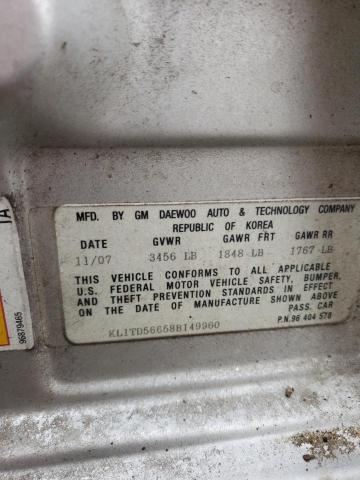 MFD. BY GM DAEWOO AUTO & TECHNOLOGY COMPANY
REPUBLIC OF KOREA
DATE GVWR GAWR FRT GAWR RR
11/07 3456 LB 1848 LB 1767 LB
THIS VEHICLE CONFORMS TO ALL APPLICABLE
U.S. FEDERAL MOTOR VEHICLE SAFETY, BUMPER,
AND THEFT PREVENTION STANDARDS IN EFFECT
ON THE DATE OF MANUFACTURE SHOWN ABOVE.
PASS. CAR
KL1TD56658B149960
P.N. 96 404 578
96879465